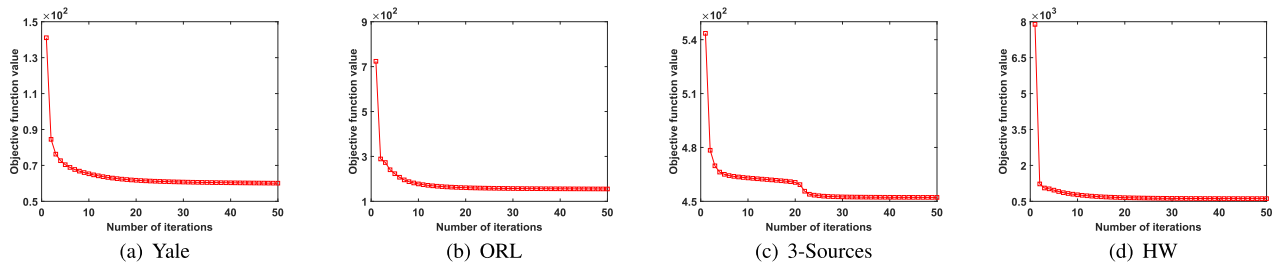 ×10²
1.5
1.3
1.1
0.9
0.7
0.5
Objective function value
0 10 20 30 40 50
Number of iterations
(a) Yale
×10²
9
7
5
3
1
Objective function value
0 10 20 30 40 50
Number of iterations
(b) ORL
×10²
5.4
5.1
4.8
4.5
Objective function value
0 10 20 30 40 50
Number of iterations
(c) 3-Sources
×10³
8
6.5
5
3.5
2
0.5
Objective function value
0 10 20 30 40 50
Number of iterations
(d) HW